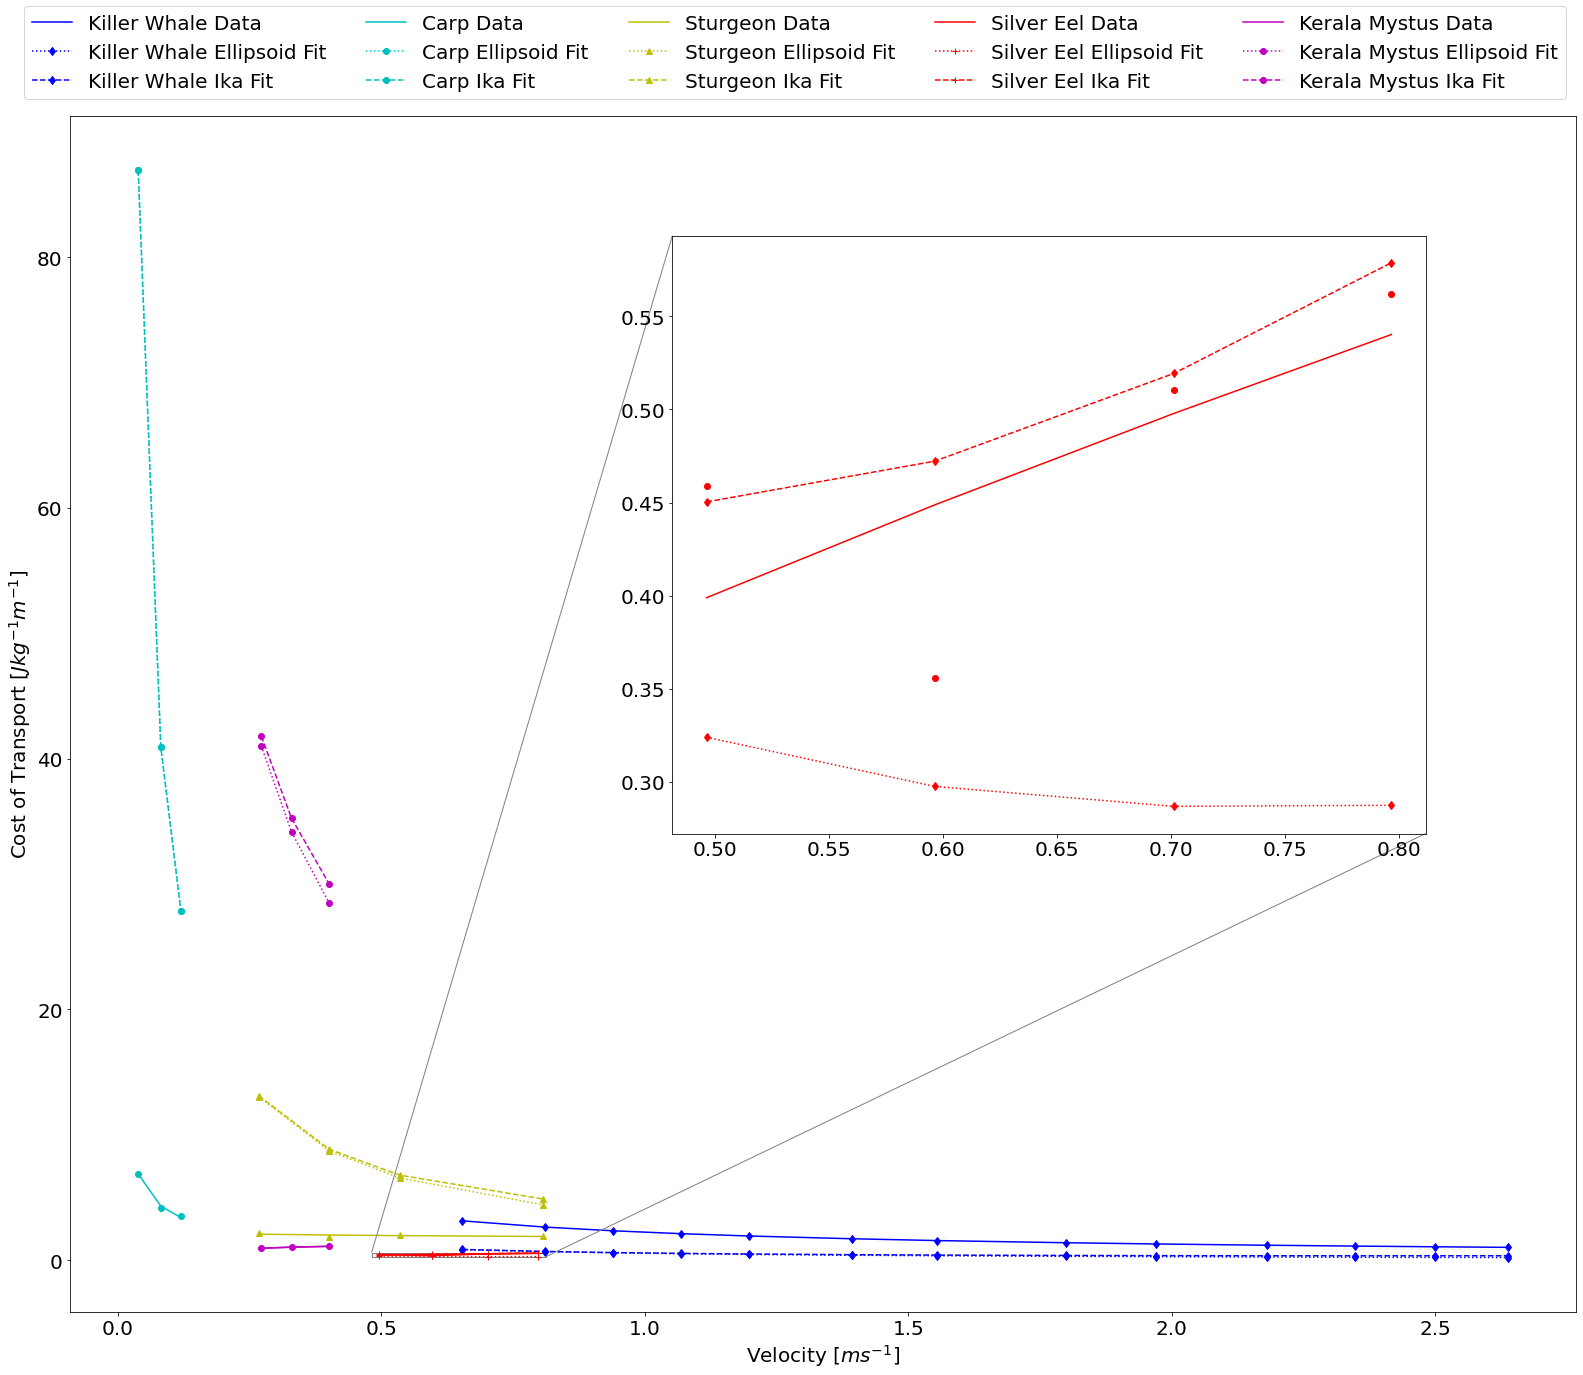 Killer Whale Data
Killer Whale Ellipsoid Fit
Killer Whale Ika Fit
Carp Data
Carp Ellipsoid Fit
Carp Ika Fit
Sturgeon Data
Sturgeon Ellipsoid Fit
Sturgeon Ika Fit
Silver Eel Data
Silver Eel Ellipsoid Fit
Silver Eel Ika Fit
Kerala Mystus Data
Kerala Mystus Ellipsoid Fit
Kerala Mystus Ika Fit
Cost of Transport [Jkg⁻¹m⁻¹]
80
60
40
20
0
0.55
0.50
0.45
0.40
0.35
0.30
0.50 0.55 0.60 0.65 0.70 0.75 0.80
0.0 0.5 1.0 1.5 2.0 2.5
Velocity [ms⁻¹]